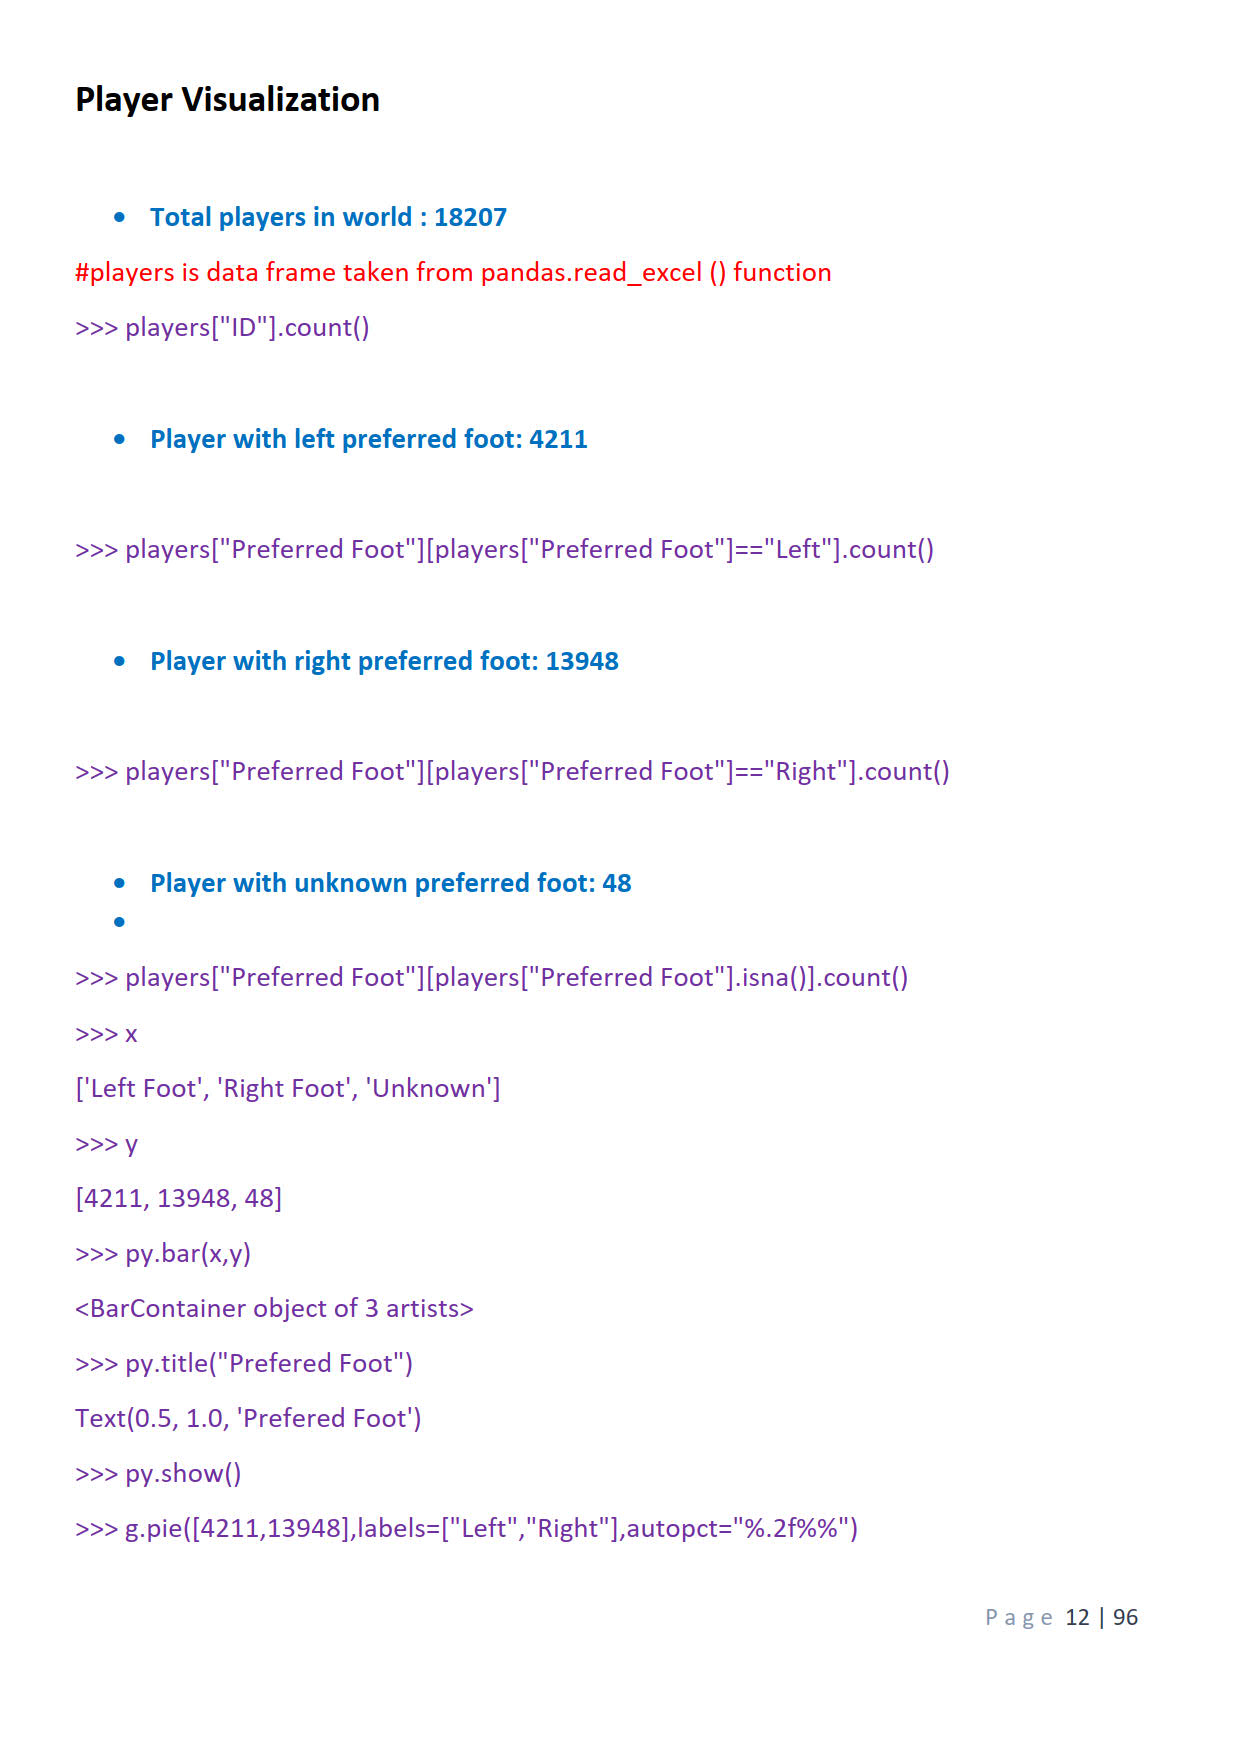 Player Visualization
• Total players in world : 18207
#players is data frame taken from pandas.read_excel () function
>>> players["ID"].count()
• Player with left preferred foot: 4211
>>> players["Preferred Foot"][players["Preferred Foot"]=="Left"].count()
• Player with right preferred foot: 13948
>>> players["Preferred Foot"][players["Preferred Foot"]=="Right"].count()
• Player with unknown preferred foot: 48
•
>>> players["Preferred Foot"][players["Preferred Foot"].isna()].count()
>>> x
['Left Foot', 'Right Foot', 'Unknown']
>>> y
[4211, 13948, 48]
>>> py.bar(x,y)
<BarContainer object of 3 artists>
>>> py.title("Prefered Foot")
Text(0.5, 1.0, 'Prefered Foot')
>>> py.show()
>>> g.pie([4211,13948],labels=["Left","Right"],autopct="%.2f%%")
Page 12 | 96